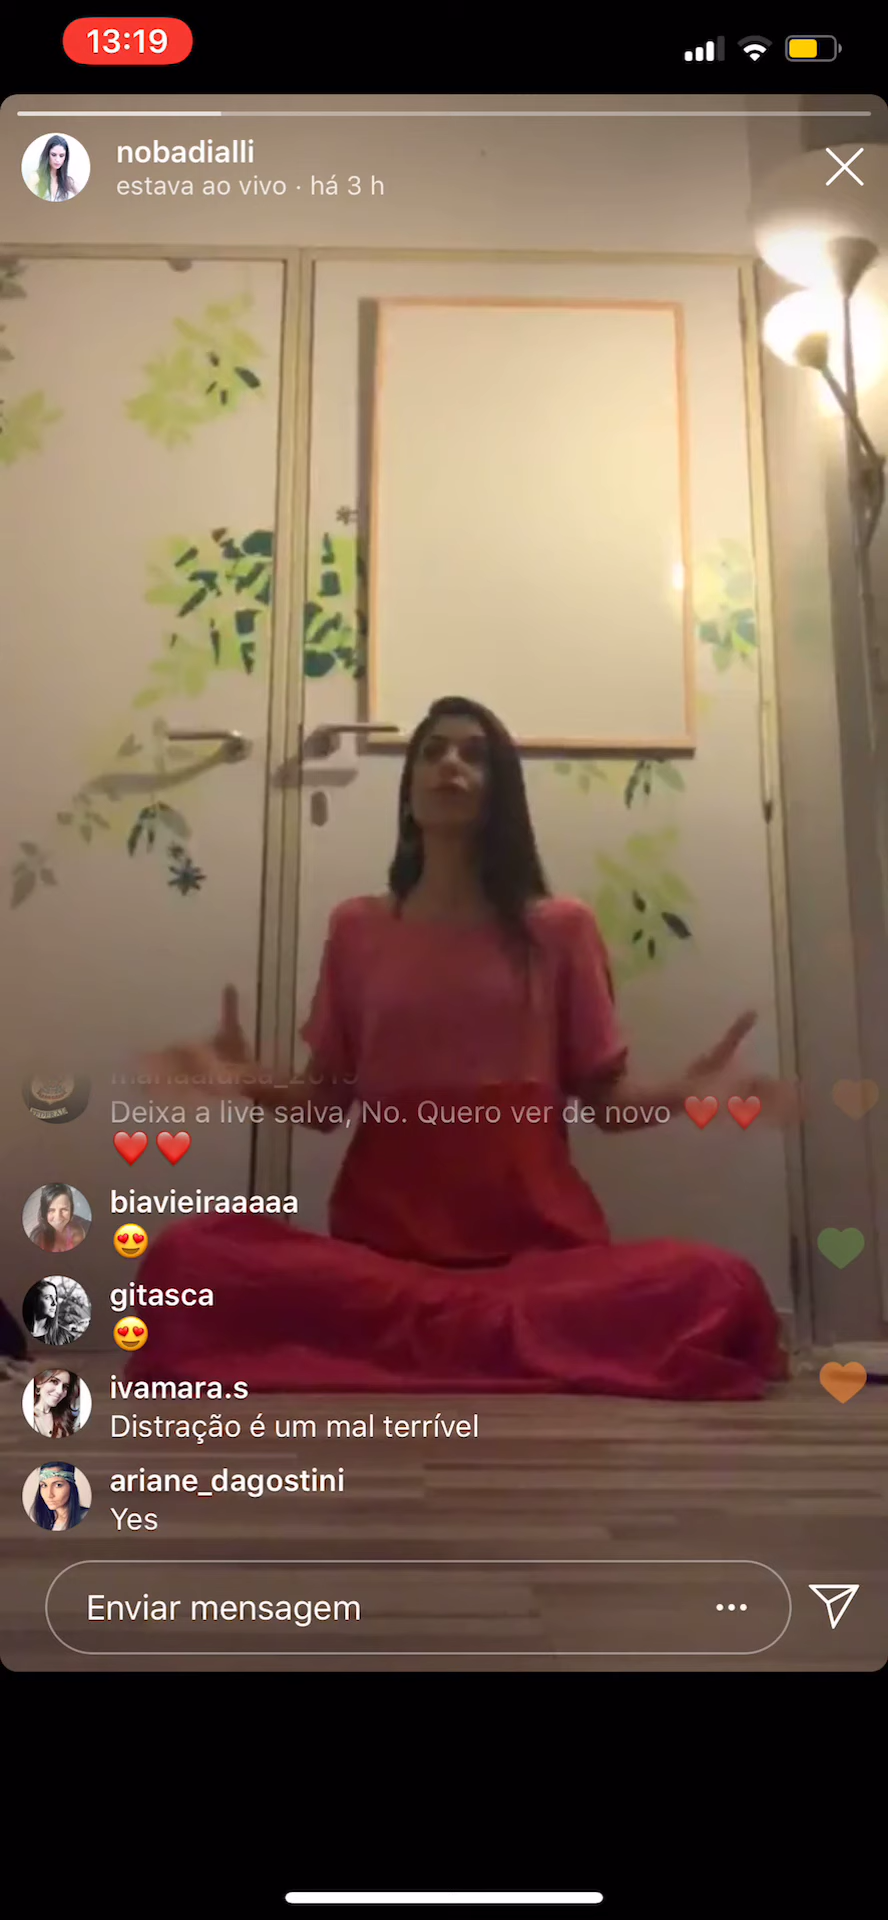 13:19
nobadialli
estava ao vivo · há 3 h
Deixa a live salva, No. Quero ver de novo ❤️❤️
❤️❤️
biavieiraaaaa
😍
gitasca
😍
ivamara.s
Distração é um mal terrível
ariane_dagostini
Yes
Enviar mensagem